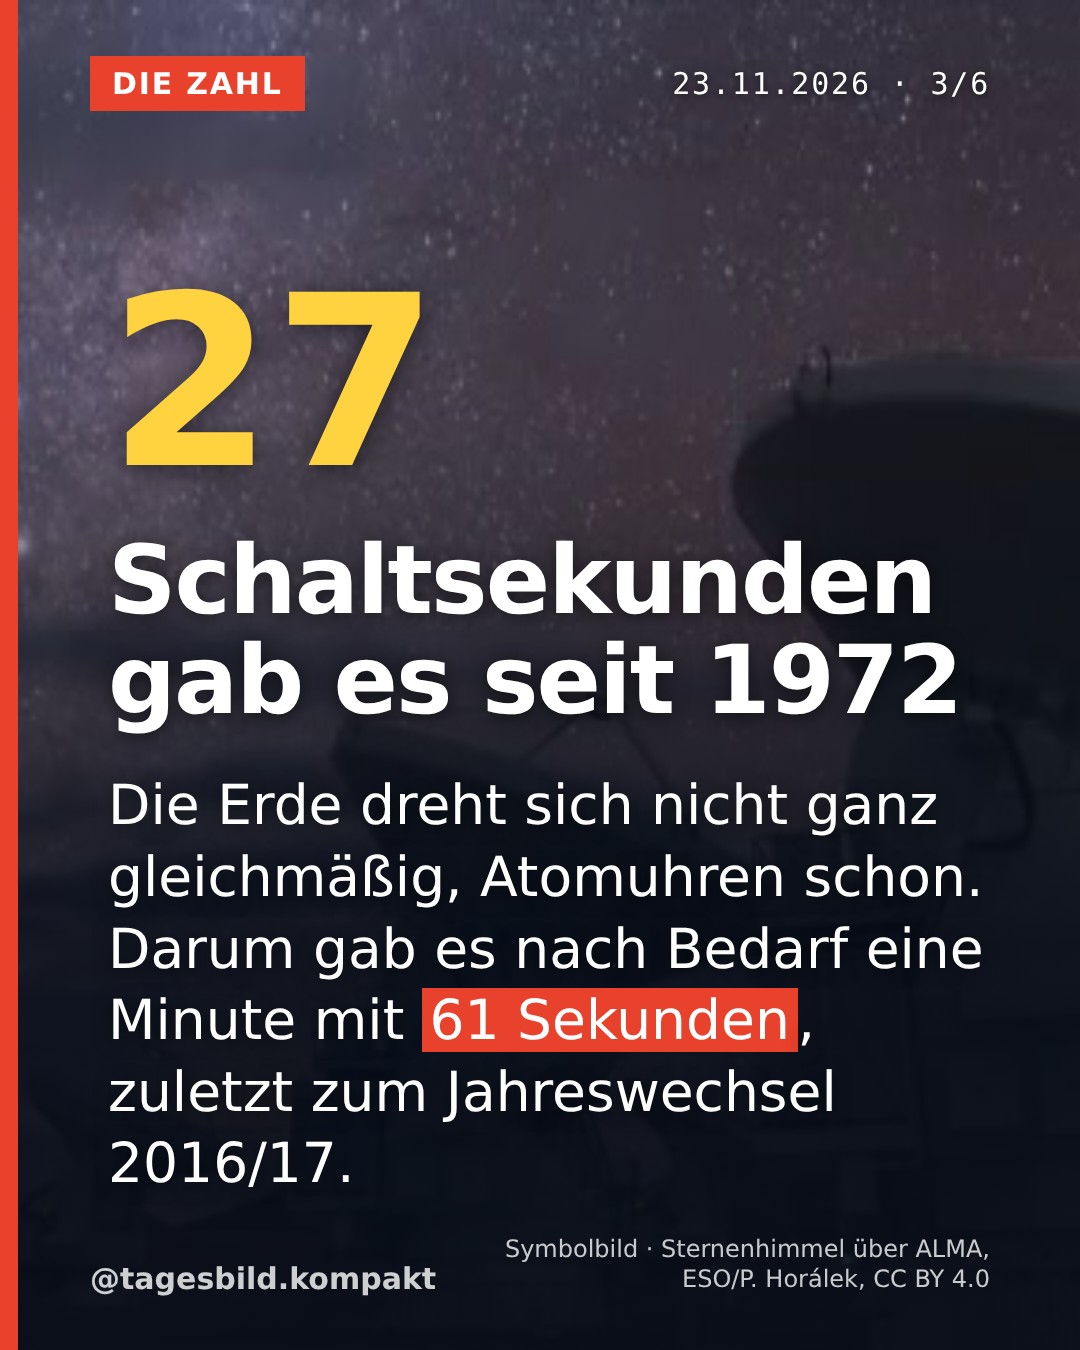 DIE ZAHL
23.11.2026 · 3/6
27
Schaltsekunden
gab es seit 1972
Die Erde dreht sich nicht ganz
gleichmäßig, Atomuhren schon.
Darum gab es nach Bedarf eine
Minute mit 61 Sekunden,
zuletzt zum Jahreswechsel
2016/17.
Symbolbild · Sternenhimmel über ALMA,
ESO/P. Horálek, CC BY 4.0
@tagesbild.kompakt